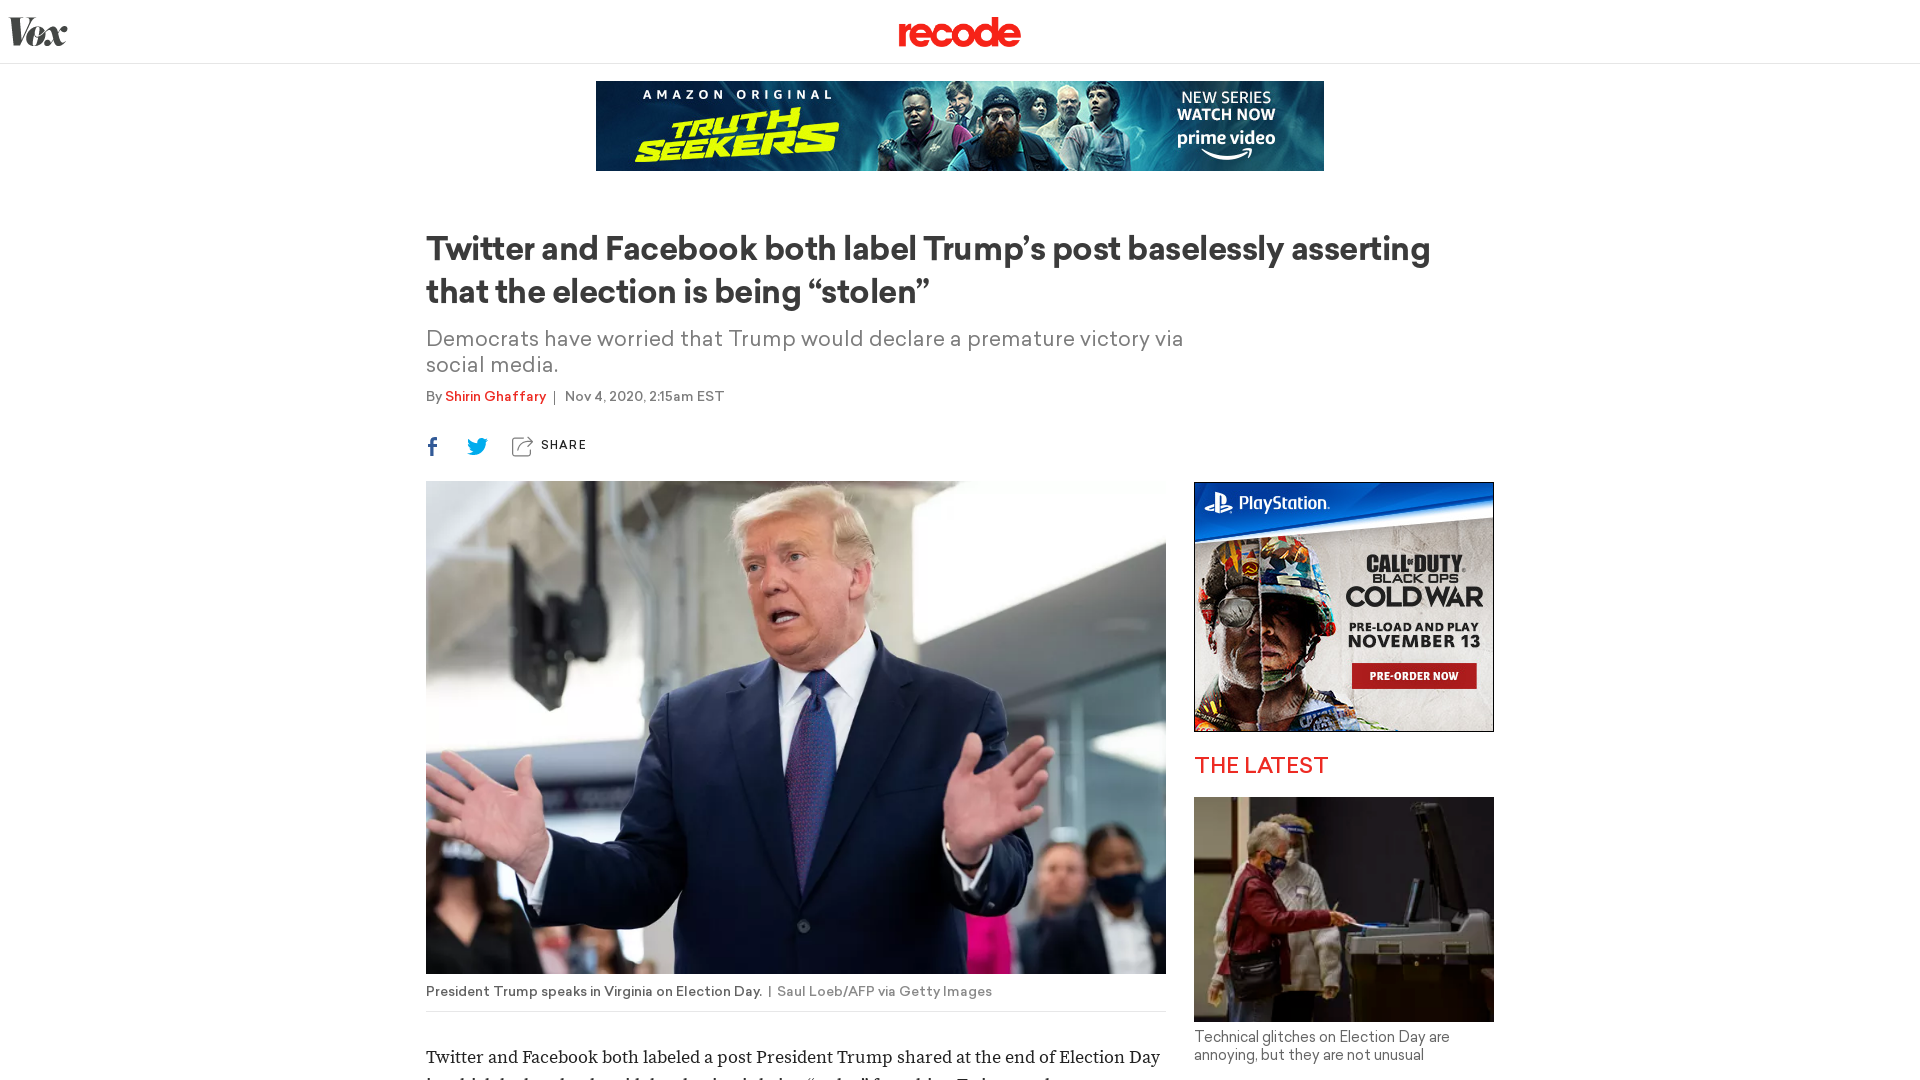 Vox
recode
AMAZON ORIGINAL
TRUTH
SEEKERS
NEW SERIES
WATCH NOW
prime video
Twitter and Facebook both label Trump’s post baselessly asserting
that the election is being “stolen”
Democrats have worried that Trump would declare a premature victory via
social media.
By Shirin Ghaffary | Nov 4, 2020, 2:15am EST
SHARE
PlayStation
CALL OF DUTY
BLACK OPS
COLD WAR
PRE-LOAD AND PLAY
NOVEMBER 13
PRE-ORDER NOW
THE LATEST
President Trump speaks in Virginia on Election Day. | Saul Loeb/AFP via Getty Images
Technical glitches on Election Day are
annoying, but they are not unusual
Twitter and Facebook both labeled a post President Trump shared at the end of Election Day